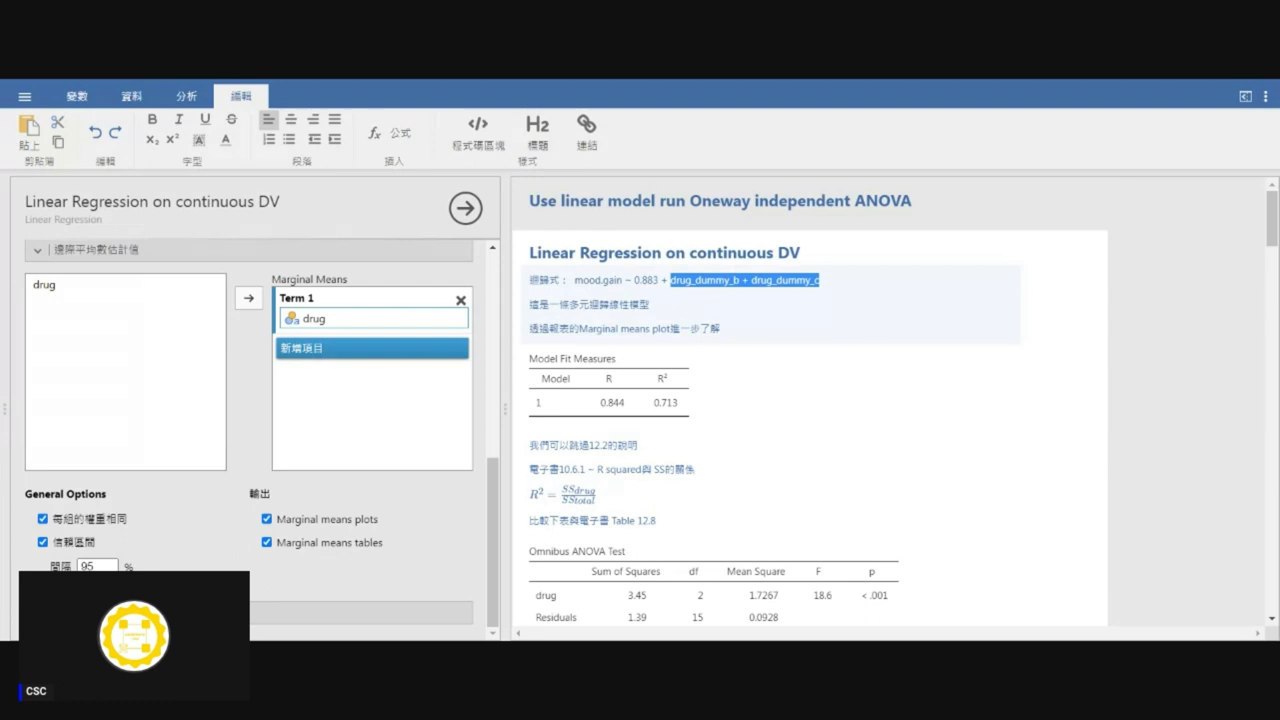 變數 資料 分析 編輯
貼上 剪貼簿 編輯 B I U S X₂ X² A A 字型 段落 fx 公式 插入 </> 程式碼區塊 H2 標題 連結 樣式
Linear Regression on continuous DV
Linear Regression
邊際平均數估計值
drug
Marginal Means
Term 1
drug
新增項目
General Options
輸出
每組的權重相同
Marginal means plots
信賴區間
Marginal means tables
間隔 95 %
CSC
Use linear model run Oneway independent ANOVA
Linear Regression on continuous DV
迴歸式： mood.gain ~ 0.883 + drug_dummy_b + drug_dummy_c
這是一條多元迴歸線性模型
透過報表的Marginal means plot進一步了解
Model Fit Measures
Model R R²
1 0.844 0.713
我們可以跳過12.2的說明
電子書10.6.1 ~ R squared與 SS的關係
R² = SSdrug / SStotal
比較下表與電子書 Table 12.8
Omnibus ANOVA Test
Sum of Squares df Mean Square F p
drug 3.45 2 1.7267 18.6 < .001
Residuals 1.39 15 0.0928